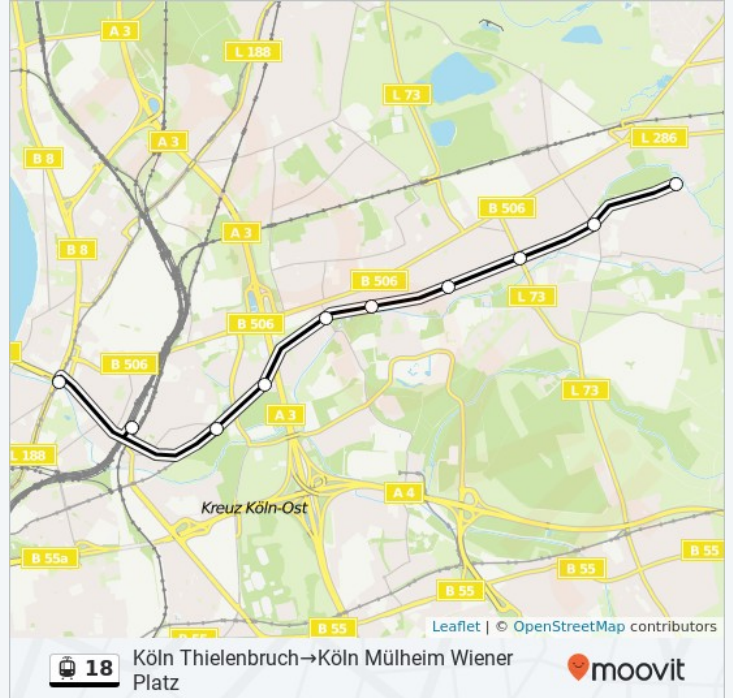 A 3
L 188
L 73
A 3
L 286
B 8
B 506
A 3
B 8
B 506
L 73
B 506
B 506
L 73
A 3
L 188
A 4
Kreuz Köln-Ost
B 55
B 55a
B 55
B 55
B 55
Leaflet | © OpenStreetMap contributors
18 Köln Thielenbruch→Köln Mülheim Wiener
Platz
moovit